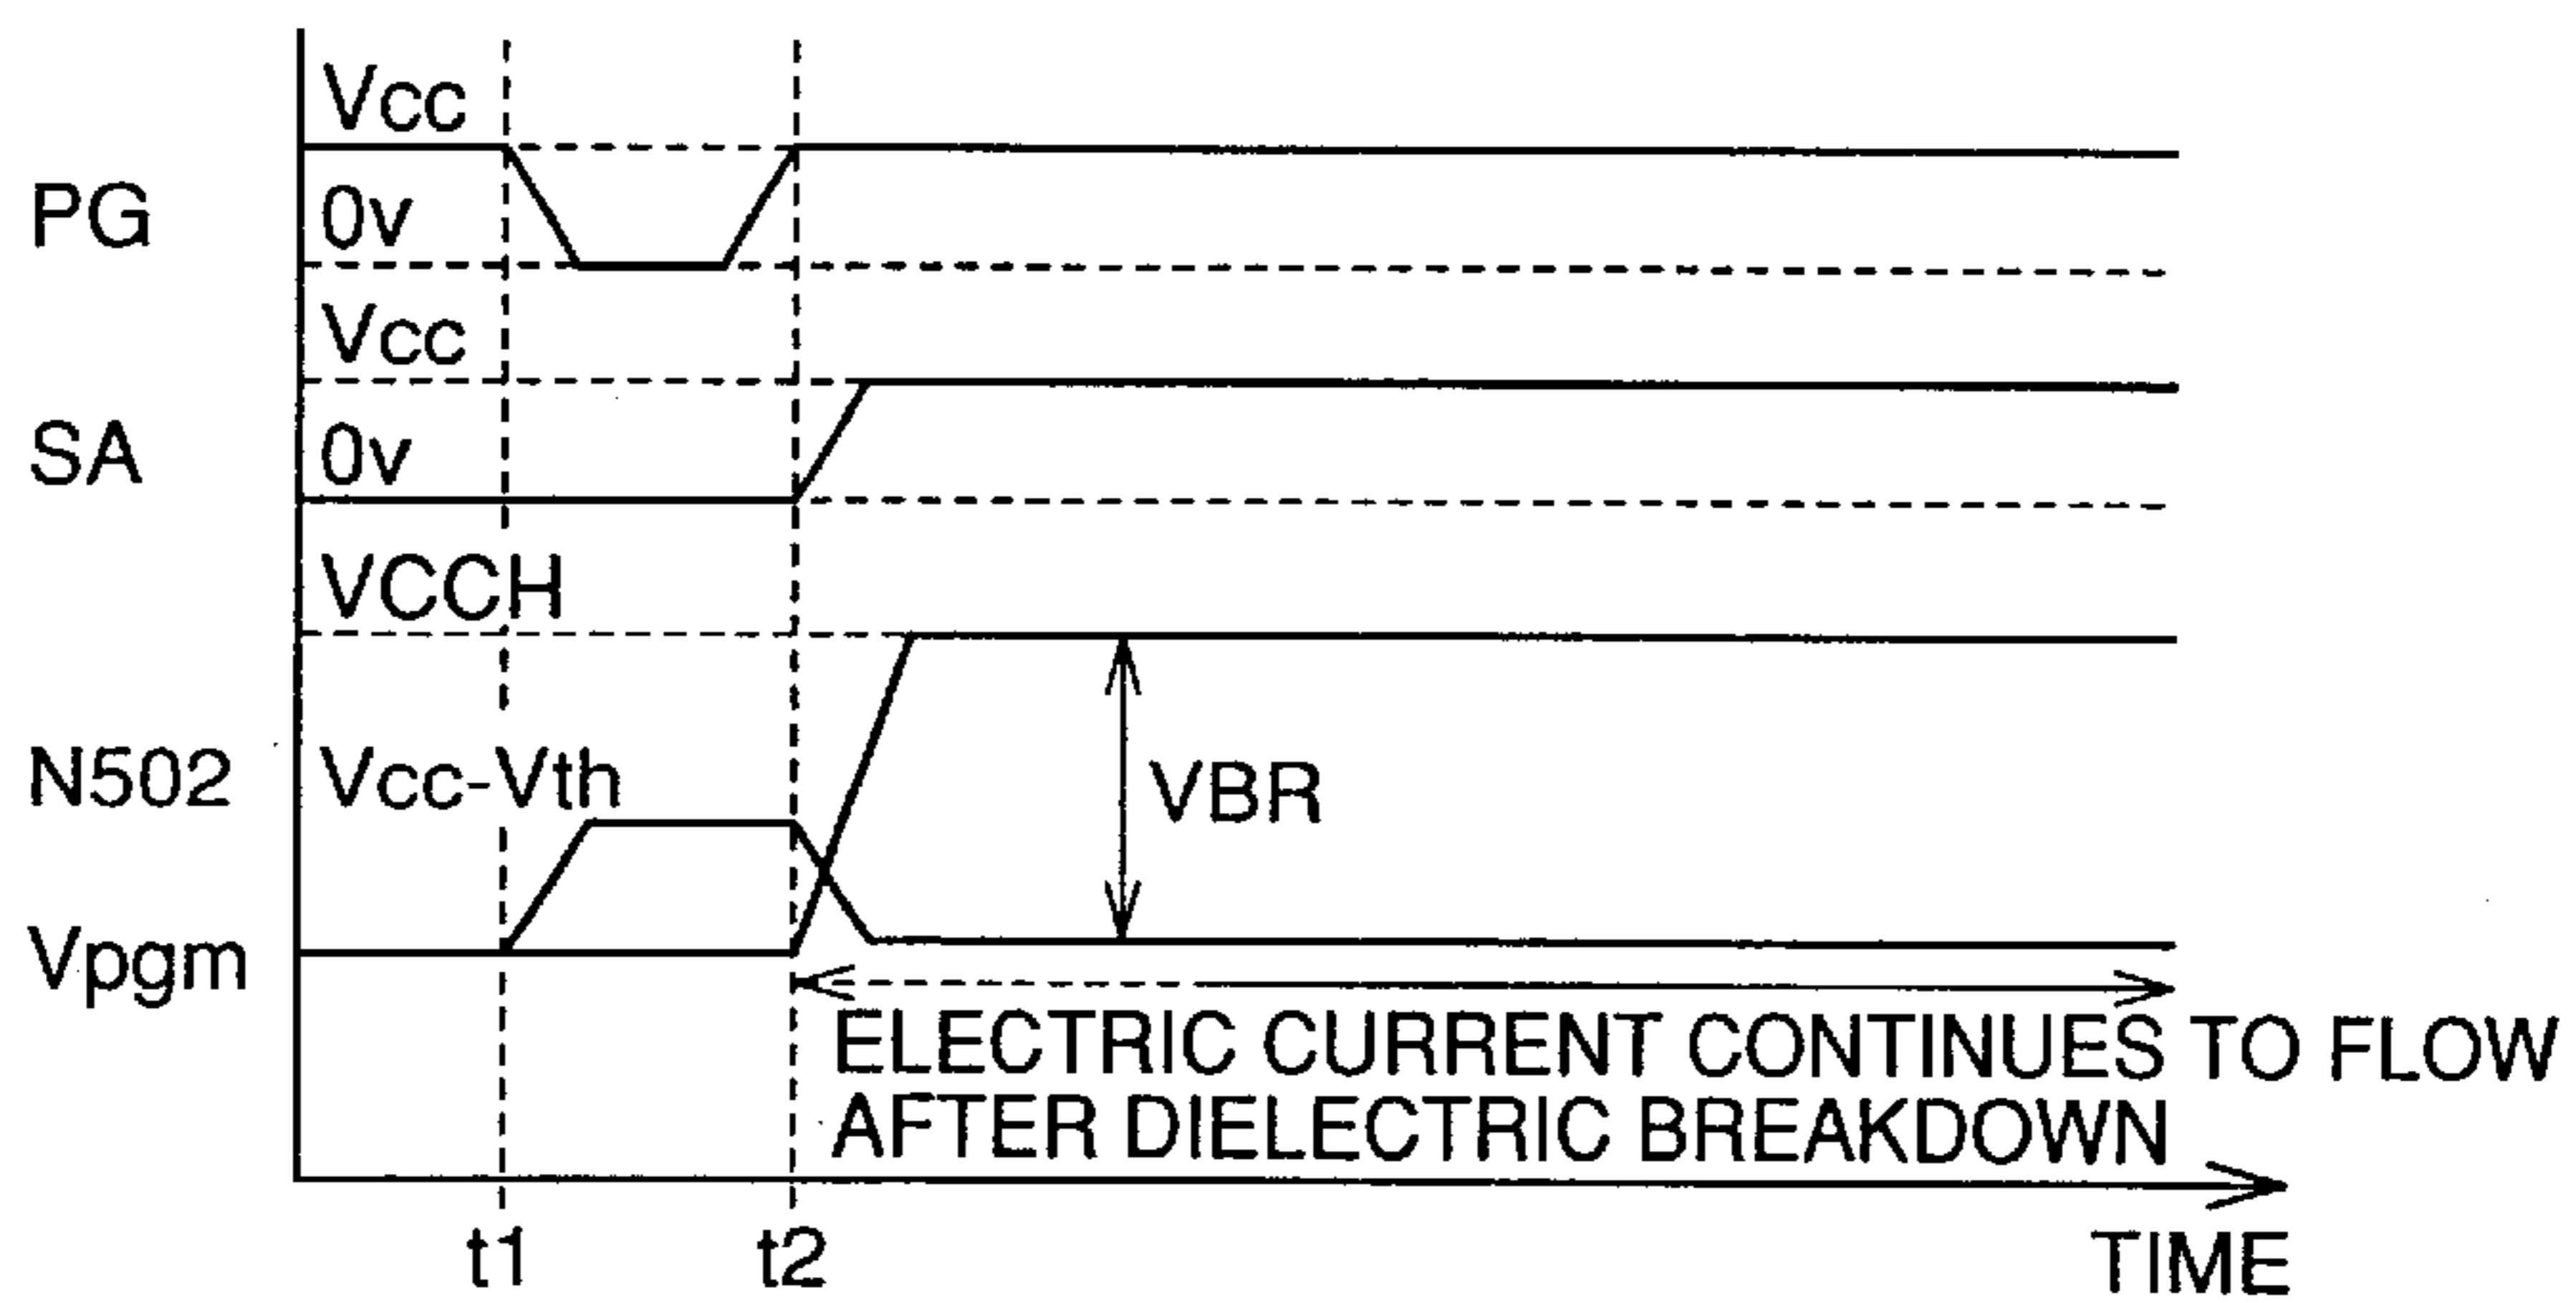 Vcc
PG
0v
Vcc
SA
0v
VCCH
N502
Vcc-Vth
VBR
Vpgm
ELECTRIC CURRENT CONTINUES TO FLOW
AFTER DIELECTRIC BREAKDOWN
t1
t2
TIME